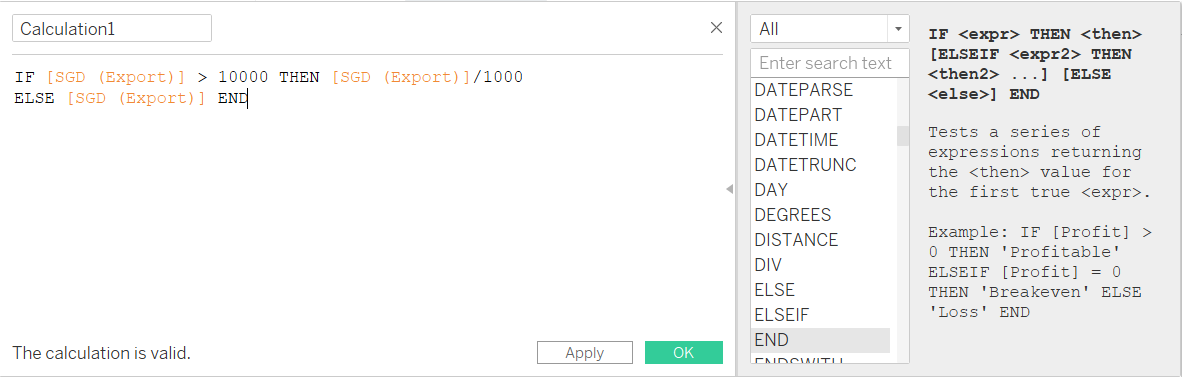 Calculation1
IF [SGD (Export)] > 10000 THEN [SGD (Export)]/1000
ELSE [SGD (Export)] END
The calculation is valid.
Apply
OK
All
Enter search text
DATEPARSE
DATEPART
DATETIME
DATETRUNC
DAY
DEGREES
DISTANCE
DIV
ELSE
ELSEIF
END
ENDSWITH
IF <expr> THEN <then>
[ELSEIF <expr2> THEN
<then2> ...] [ELSE
<else>] END
Tests a series of
expressions returning
the <then> value for
the first true <expr>.
Example: IF [Profit] >
0 THEN 'Profitable'
ELSEIF [Profit] = 0
THEN 'Breakeven' ELSE
'Loss' END